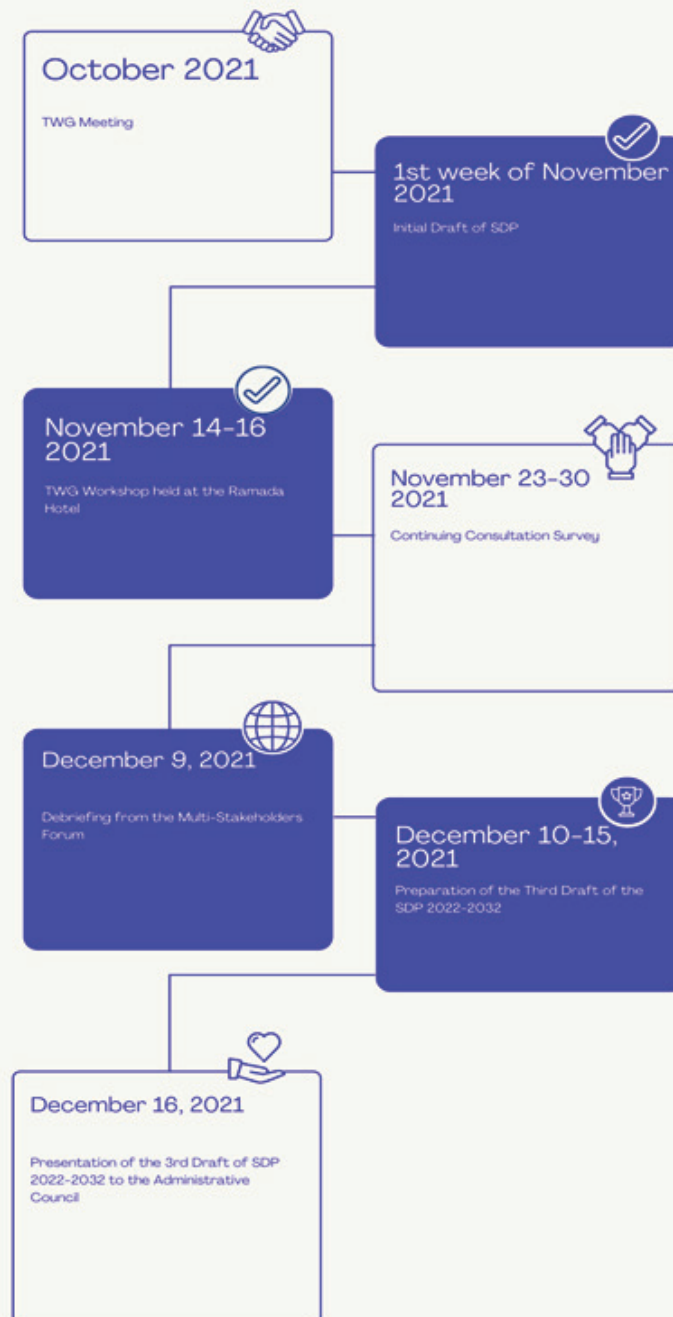 October 2021
TWG Meeting
1st week of November
2021
Initial Draft of SDP
November 14-16
2021
TWG Workshop held at the Ramada
Hotel
November 23-30
2021
Continuing Consultation Survey
December 9, 2021
Debriefing from the Multi-Stakeholders
Forum
December 10-15,
2021
Preparation of the Third Draft of the
SDP 2022-2032
December 16, 2021
Presentation of the 3rd Draft of SDP
2022-2032 to the Administrative
Council